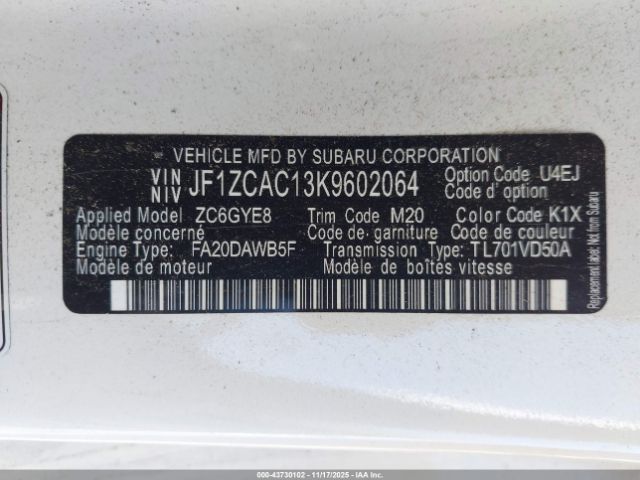 VEHICLE MFD BY SUBARU CORPORATION
VIN NIV JF1ZCAC13K9602064 Option Code U4EJ
Code d' option
Applied Model ZC6GYE8 Trim Code M20 Color Code K1X
Modèle concerné Code de garniture Code de couleur
Engine Type: FA20DAWB5F Transmission Type: TL701VD50A
Modèle de moteur Modèle de boîtes vitesse
Replacement Label from Subaru
000-43730102 - 11/17/2025 - COPYRIGHT IAA, LLC